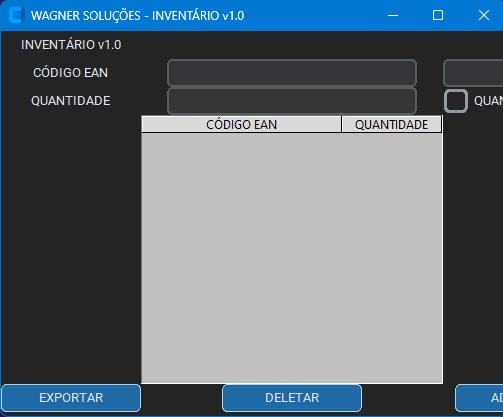 WAGNER SOLUÇÕES - INVENTÁRIO v1.0
INVENTÁRIO v1.0
CÓDIGO EAN
QUANTIDADE
QUAN
CÓDIGO EAN QUANTIDADE
EXPORTAR DELETAR AD